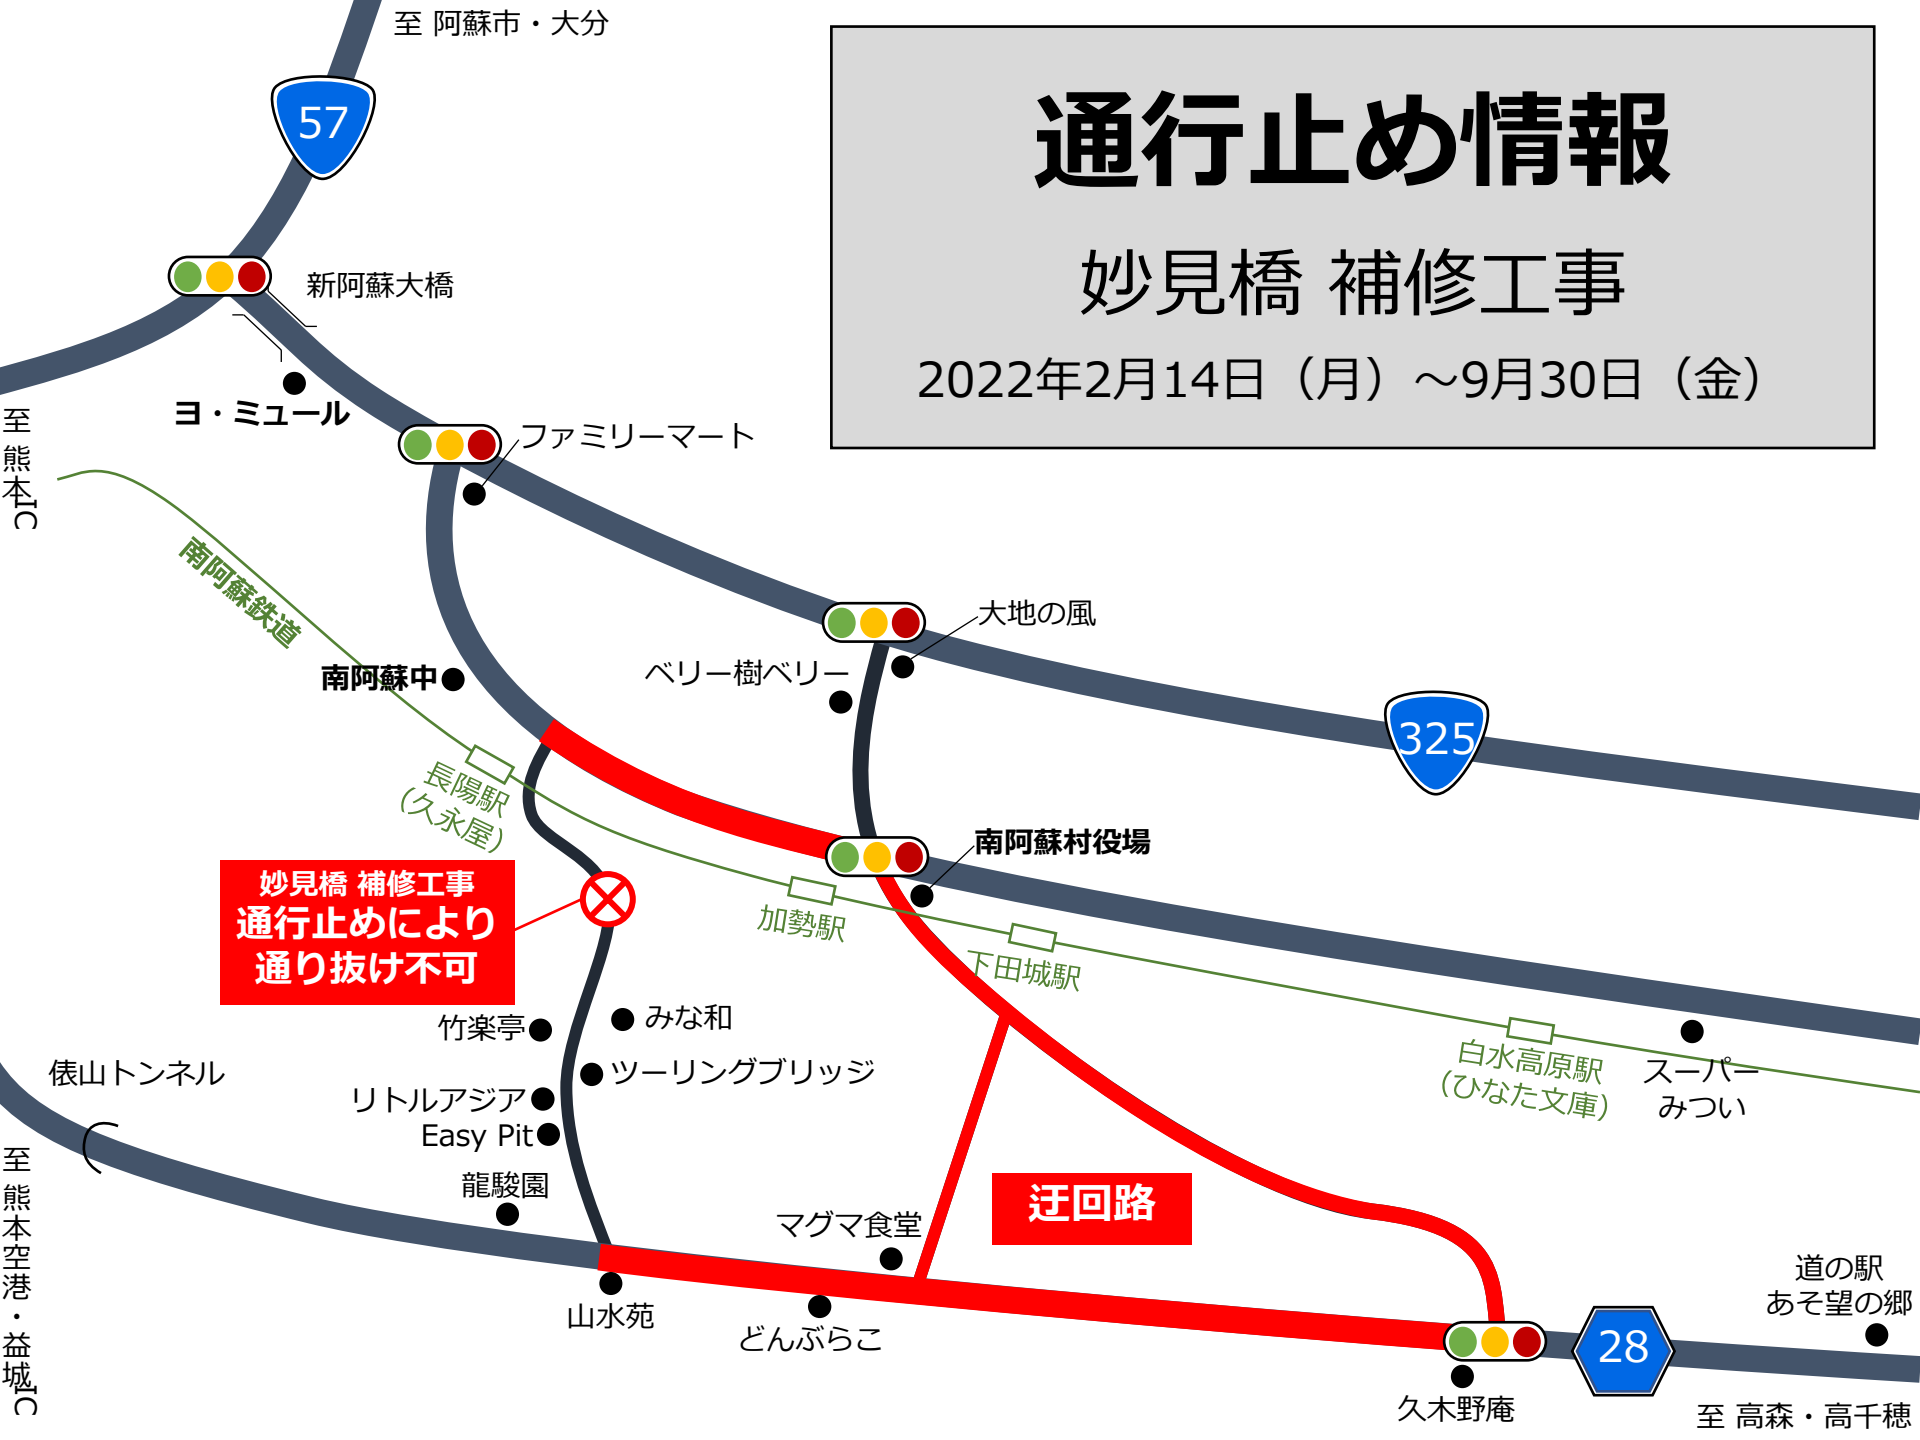 至 阿蘇市・大分
57
通行止め情報
妙見橋 補修工事
2022年2月14日（月）～9月30日（金）
新阿蘇大橋
ヨ・ミュール
至 熊本IC
ファミリーマート
南阿蘇鉄道
大地の風
ベリー樹ベリー
南阿蘇中
325
長陽駅
（久永屋）
南阿蘇村役場
妙見橋 補修工事
通行止めにより
通り抜け不可
加勢駅
下田城駅
竹楽亭
みな和
白水高原駅
（ひなた文庫）
スーパー
みつい
俵山トンネル
ツーリングブリッジ
リトルアジア
Easy Pit
龍駿園
至 熊本空港・益城IC
迂回路
マグマ食堂
山水苑
どんぶらこ
道の駅
あそ望の郷
28
久木野庵
至 高森・高千穂